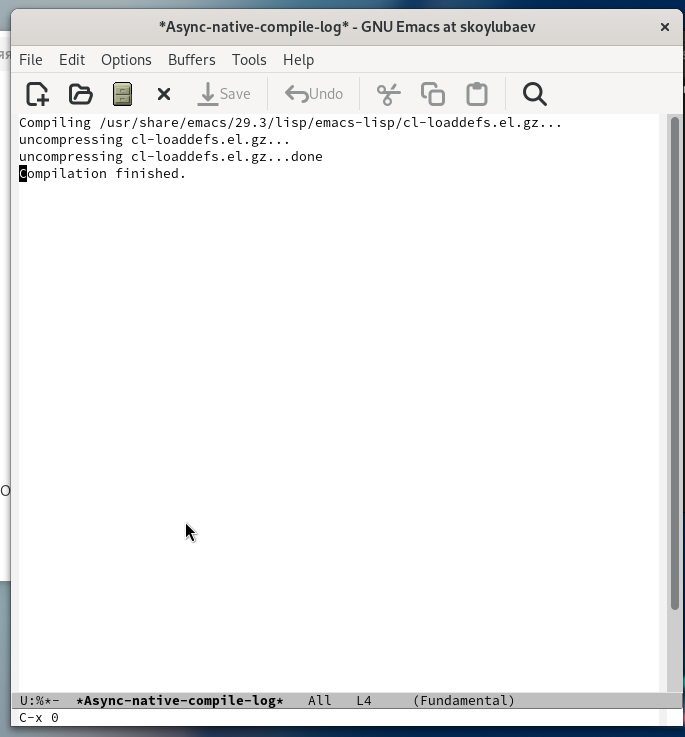 *Async-native-compile-log* - GNU Emacs at skoylubaev
File Edit Options Buffers Tools Help
Save Undo
Compiling /usr/share/emacs/29.3/lisp/emacs-lisp/cl-loaddefs.el.gz...
uncompressing cl-loaddefs.el.gz...
uncompressing cl-loaddefs.el.gz...done
Compilation finished.
U:%*- *Async-native-compile-log* All L4 (Fundamental)
C-x 0